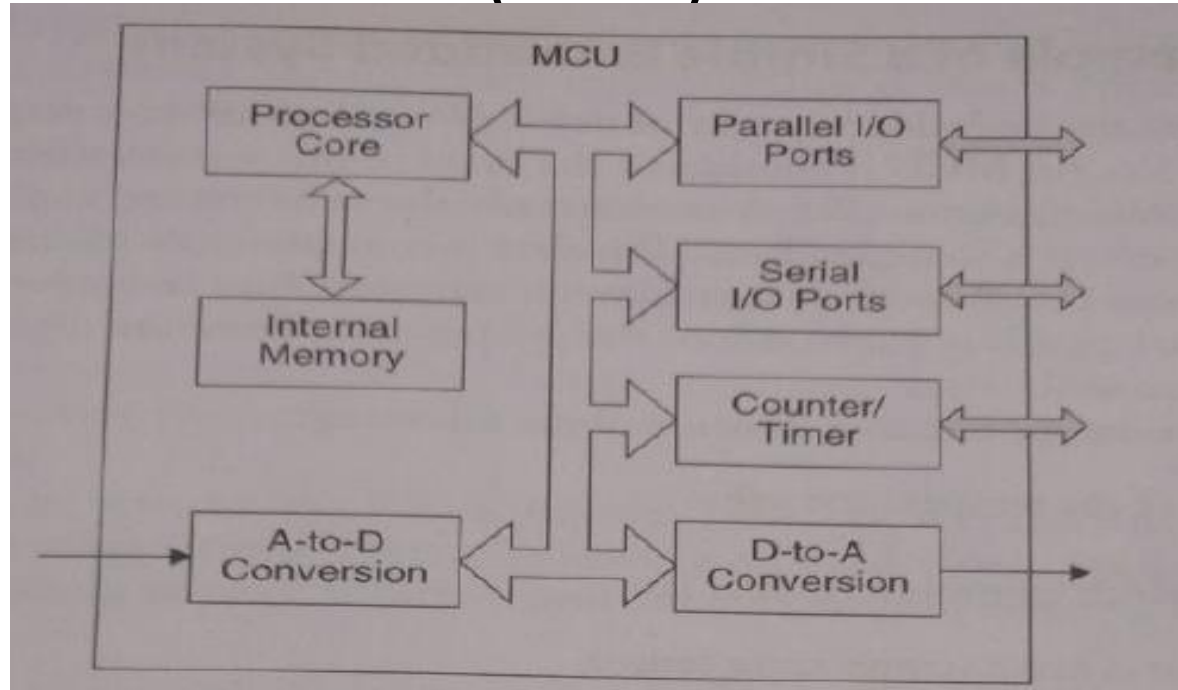 MCU
Processor
Core
Parallel I/O
Ports
Internal
Memory
Serial
I/O Ports
Counter/
Timer
A-to-D
Conversion
D-to-A
Conversion